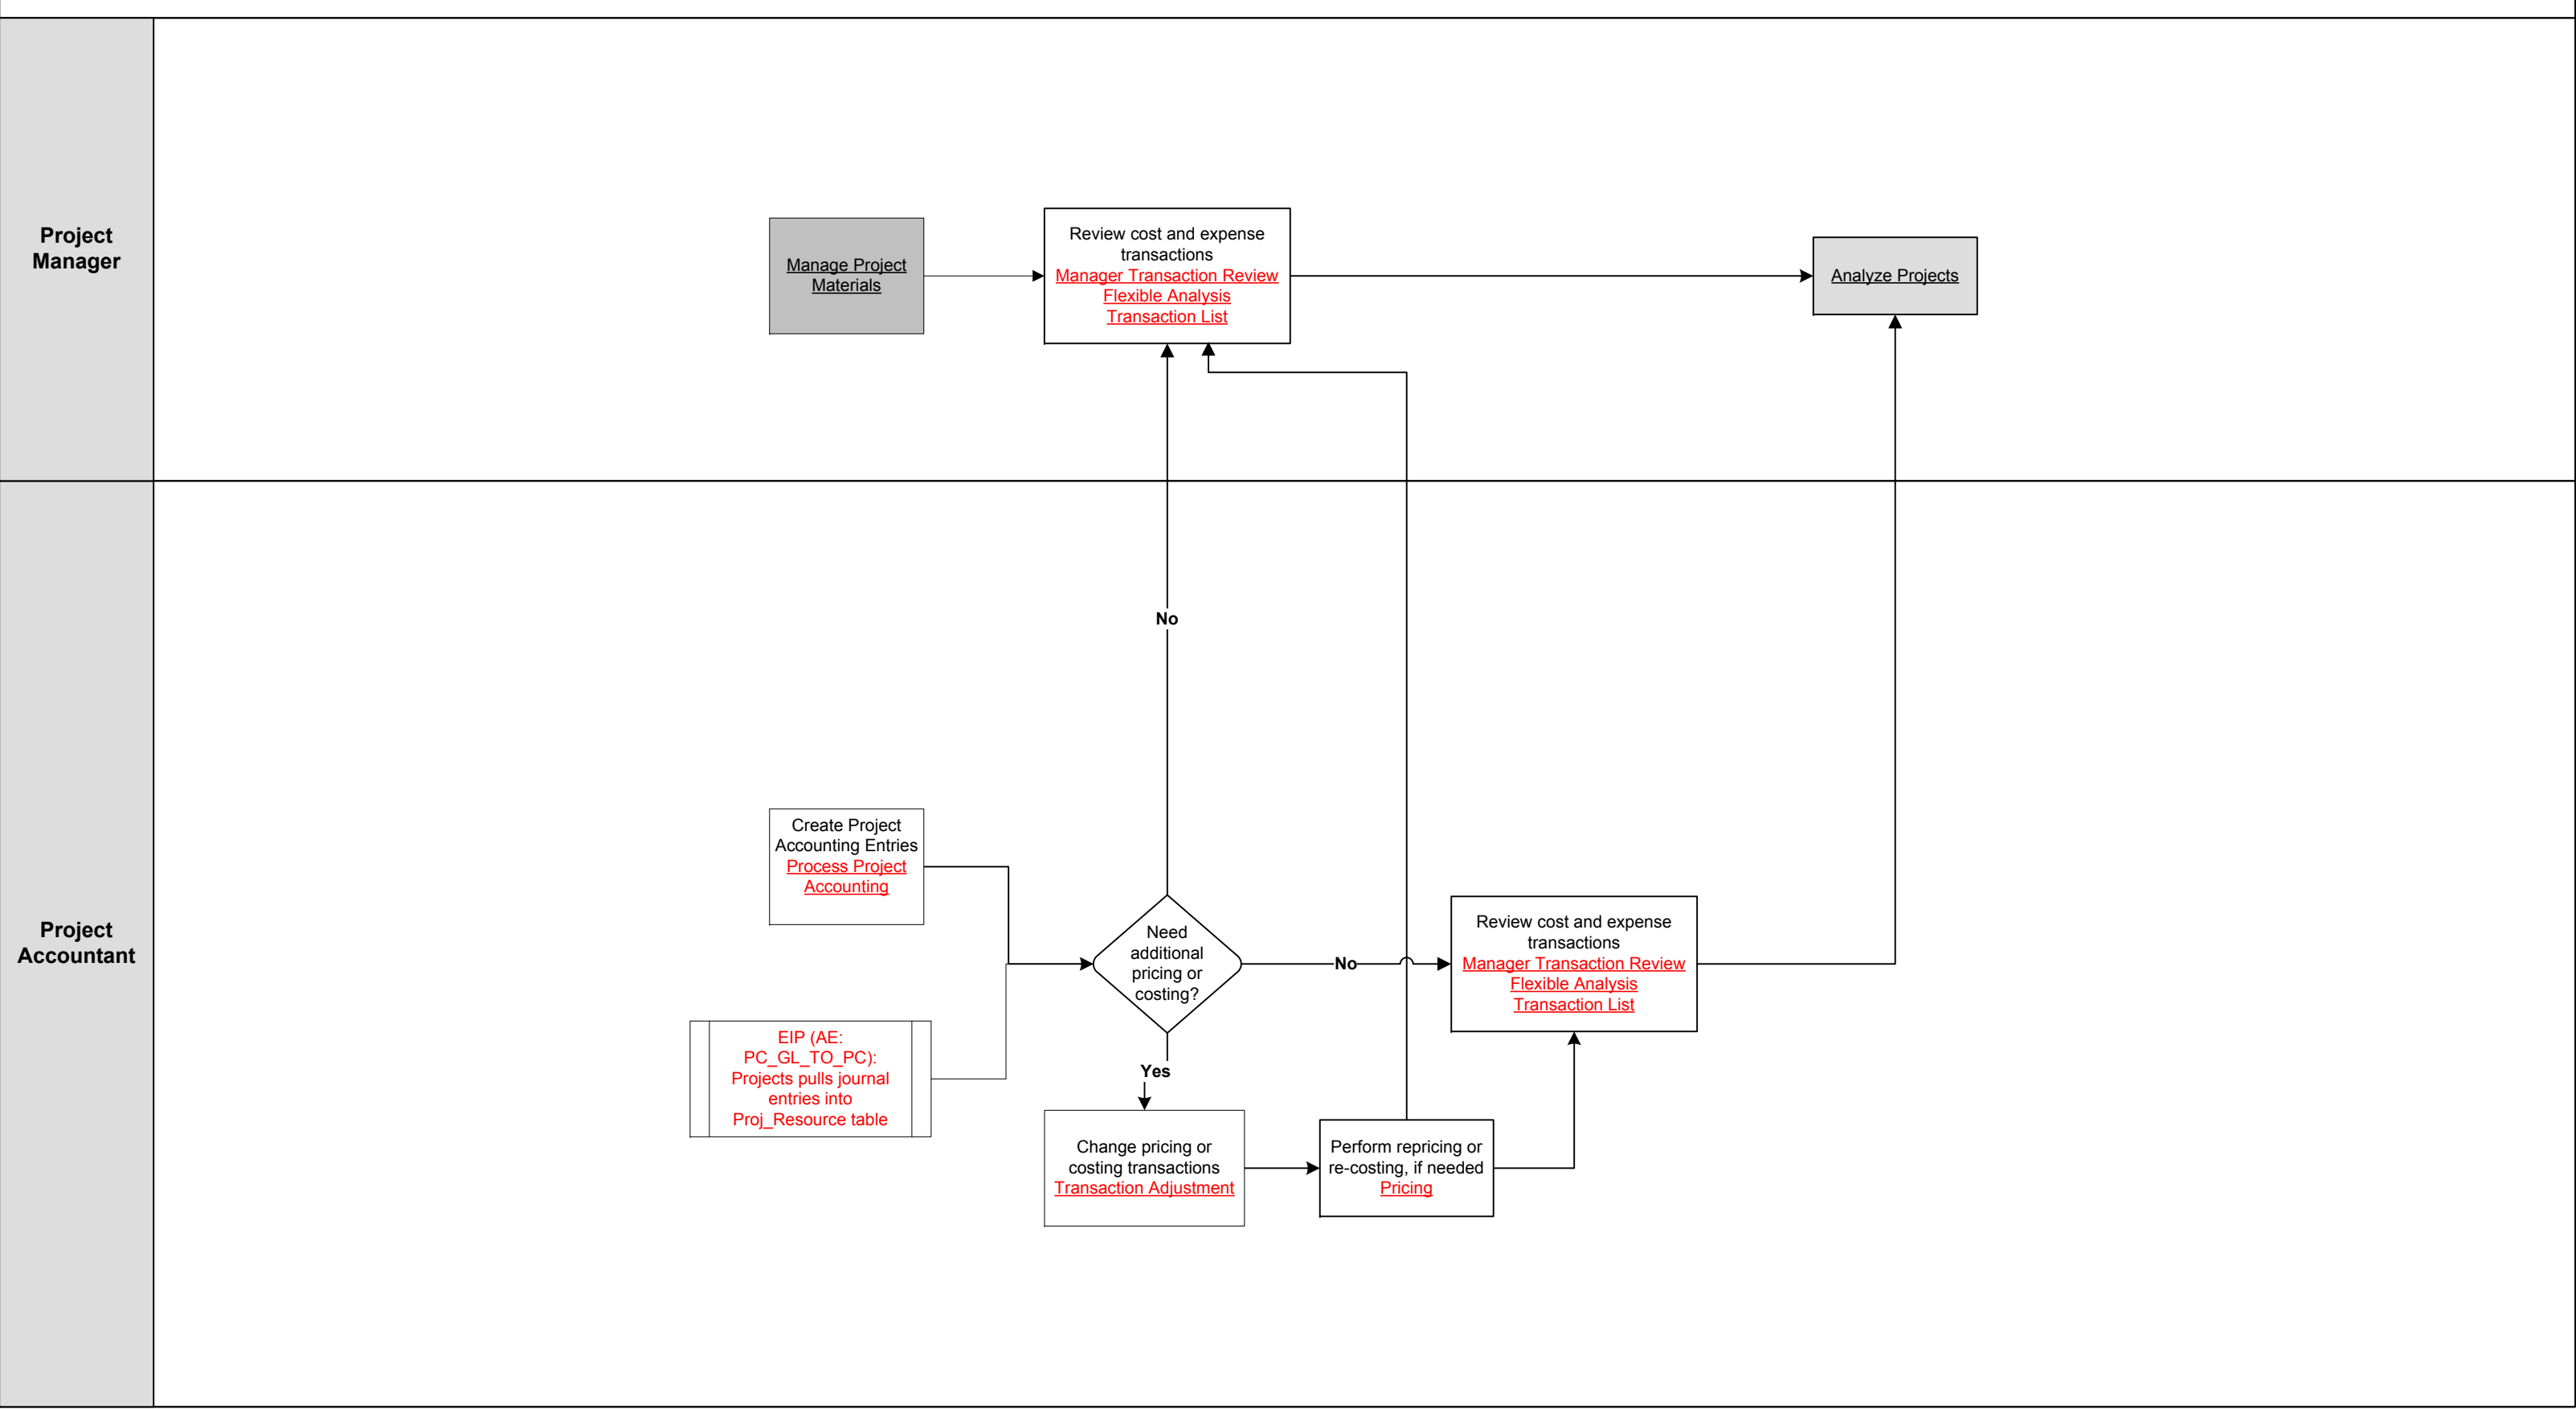 Project
Manager
Manage Project
Materials
Review cost and expense
transactions
Manager Transaction Review
Flexible Analysis
Transaction List
Analyze Projects
No
Project
Accountant
Create Project
Accounting Entries
Process Project
Accounting
EIP (AE:
PC_GL_TO_PC):
Projects pulls journal
entries into
Proj_Resource table
Need
additional
pricing or
costing?
No
Yes
Review cost and expense
transactions
Manager Transaction Review
Flexible Analysis
Transaction List
Change pricing or
costing transactions
Transaction Adjustment
Perform repricing or
re-costing, if needed
Pricing